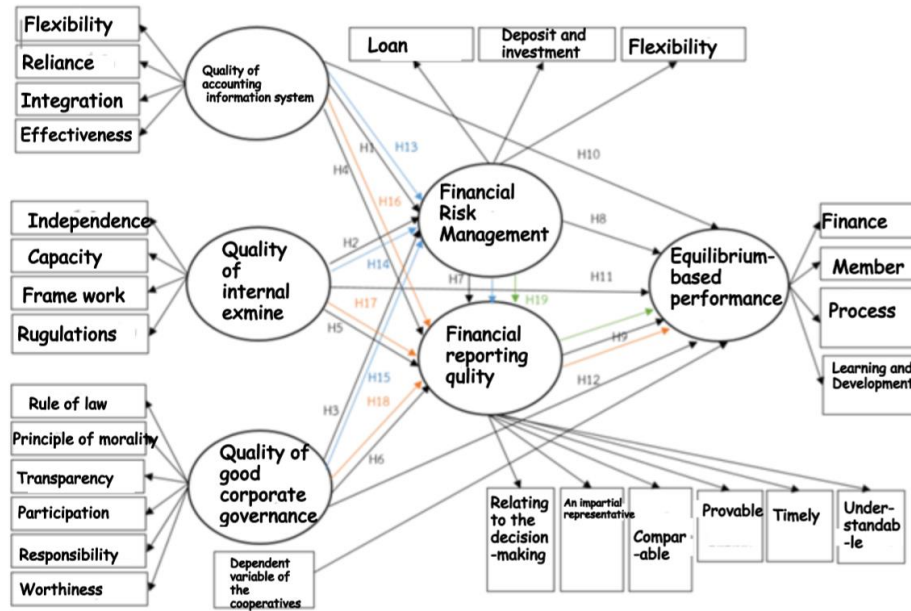 Flexibility
Reliance
Integration
Effectiveness
Quality of
accounting
information system
Loan
Deposit and
investment
Flexibility
H1
H13
H4
H16
H10
Independence
Capacity
Frame work
Rugulations
Quality
of
internal
exmine
H2
H14
H17
H5
Financial
Risk
Management
H8
H7
H19
H11
Equilibrium-
based
performance
Finance
Member
Process
Learning and
Development
Financial
reporting
qulity
H9
H12
H15
H18
H3
H6
Rule of law
Principle of morality
Transparency
Participation
Responsibility
Worthiness
Quality of
good
corporate
governance
Dependent
variable of
the
cooperatives
Relating
to the
decision
-making
An impartial
representative
Compar
-able
Provable
Timely
Under-
standab
-le